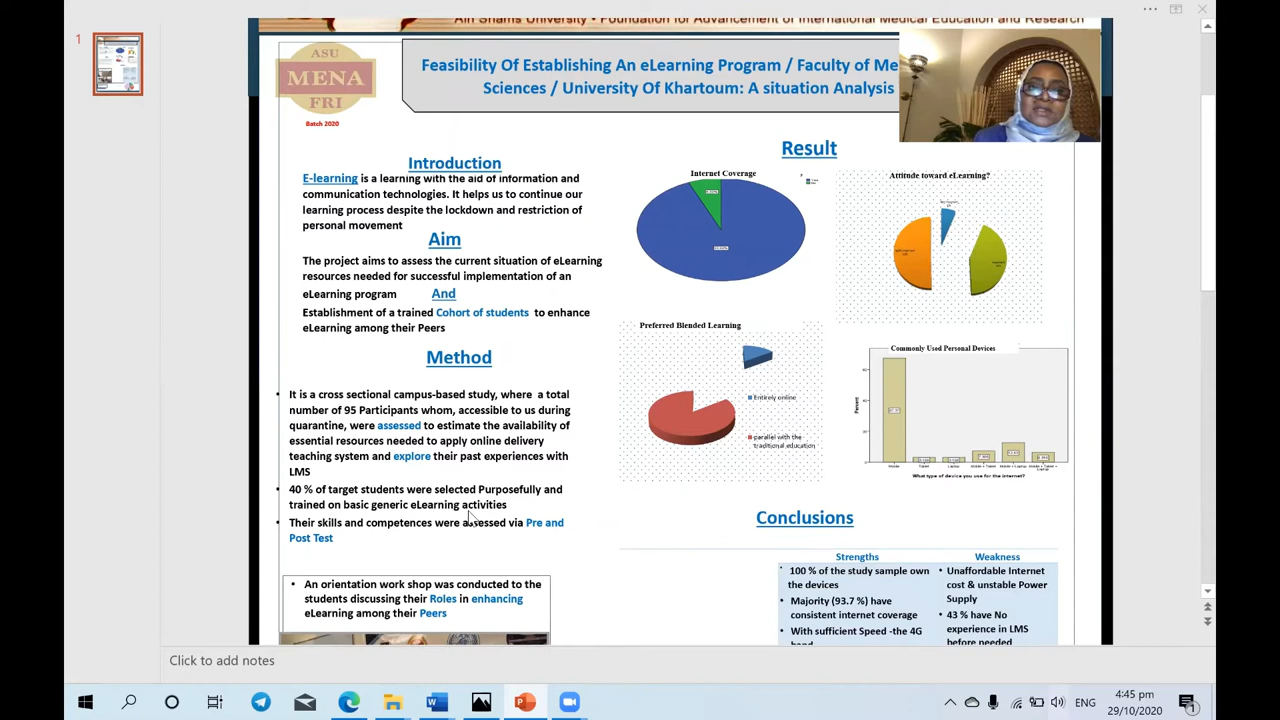 1
Ain Shams University • Foundation for Advancement of International Medical Education and Research
ASU
MENA
FRI
Batch 2020
Feasibility Of Establishing An eLearning Program / Faculty of Me
Sciences / University Of Khartoum: A situation Analysis
Introduction
E-learning is a learning with the aid of information and
communication technologies. It helps us to continue our
learning process despite the lockdown and restriction of
personal movement
Aim
The project aims to assess the current situation of eLearning
resources needed for successful implementation of an
eLearning program And
Establishment of a trained Cohort of students to enhance
eLearning among their Peers
Method
• It is a cross sectional campus-based study, where a total
number of 95 Participants whom, accessible to us during
quarantine, were assessed to estimate the availability of
essential resources needed to apply online delivery
teaching system and explore their past experiences with
LMS
• 40 % of target students were selected Purposefully and
trained on basic generic eLearning activities
• Their skills and competences were assessed via Pre and
Post Test
• An orientation work shop was conducted to the
students discussing their Roles in enhancing
eLearning among their Peers
Result
Internet Coverage
Attitude toward eLearning?
Preferred Blended Learning
Entirely online
parallel with the
traditional education
Commonly Used Personal Devices
Percent
Mobile Tablet Laptop Mobile + Tablet Mobile + Laptop Mobile + Tablet +
Laptop
What type of device you use for the internet?
Conclusions
Strengths
• 100 % of the study sample own
the devices
• Majority (93.7 %) have
consistent internet coverage
• With sufficient Speed -the 4G
band
Weakness
• Unaffordable Internet
cost & unstable Power
Supply
• 43 % have No
experience in LMS
before needed
Click to add notes
ENG
4:45 pm
29/10/2020